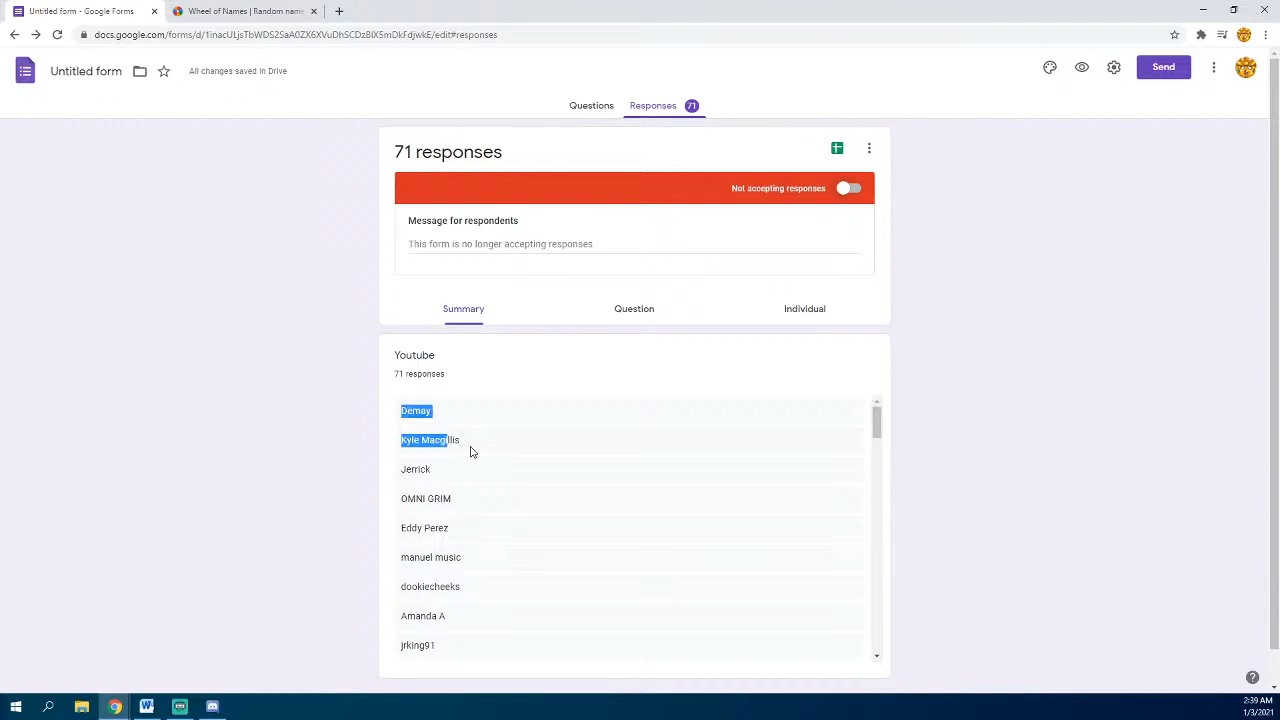 Untitled form - Google Forms
Wheel of Names | Random name
docs.google.com/forms/d/1inacULjsTbWDS2SaA0ZX6XVuDhSCDzBlX5mDkFdjwkE/edit#responses
Untitled form
All changes saved in Drive
Send
Questions
Responses 71
71 responses
Not accepting responses
Message for respondents
This form is no longer accepting responses
Summary
Question
Individual
Youtube
71 responses
Demay
Kyle Macgillis
Jerrick
OMNI GRIM
Eddy Perez
manuel music
dookiecheeks
Amanda A
jrking91
2:39 AM
1/3/2021